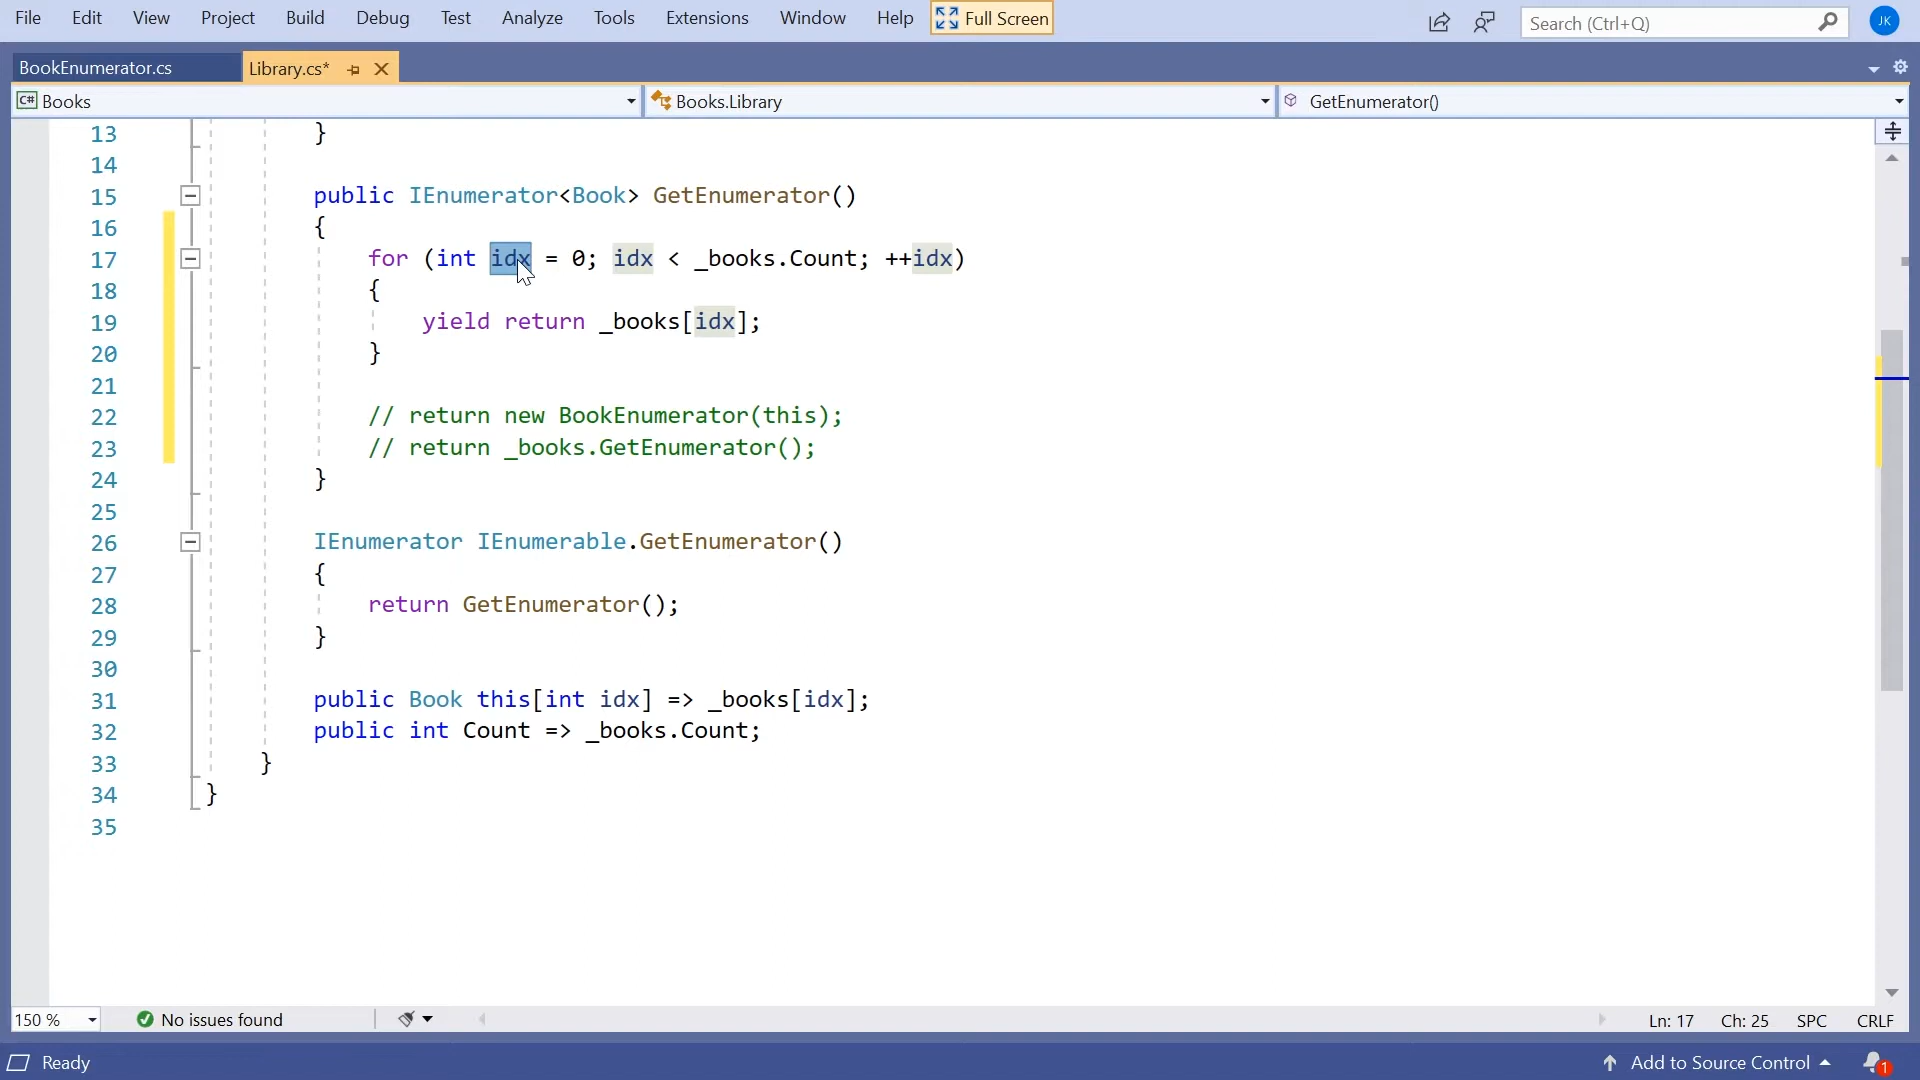 File Edit View Project Build Debug Test Analyze Tools Extensions Window Help Full Screen Search (Ctrl+Q) JK
BookEnumerator.cs Library.cs*
C# Books Books.Library GetEnumerator()
13 }
14
15 public IEnumerator<Book> GetEnumerator()
16 {
17 for (int idx = 0; idx < _books.Count; ++idx)
18 {
19 yield return _books[idx];
20 }
21
22 // return new BookEnumerator(this);
23 // return _books.GetEnumerator();
24 }
25
26 IEnumerator IEnumerable.GetEnumerator()
27 {
28 return GetEnumerator();
29 }
30
31 public Book this[int idx] => _books[idx];
32 public int Count => _books.Count;
33 }
34 }
35
150 % No issues found Ln: 17 Ch: 25 SPC CRLF
Ready Add to Source Control 1